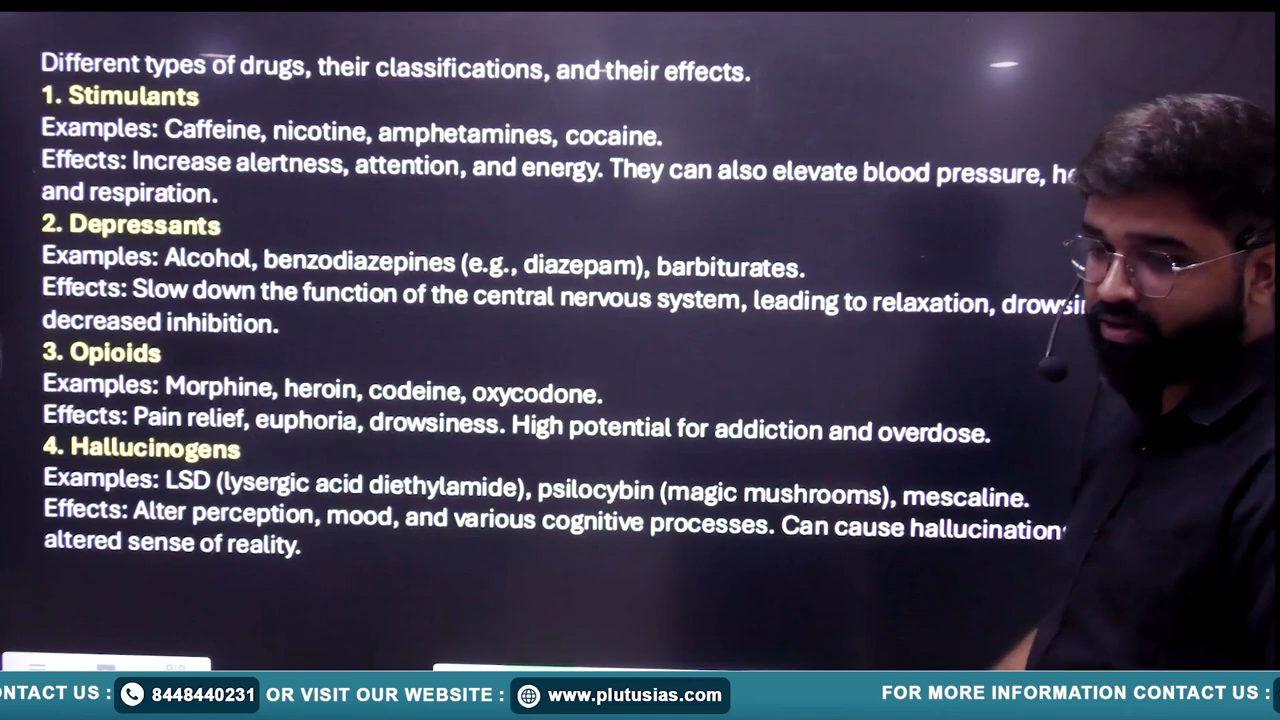 Different types of drugs, their classifications, and their effects.
1. Stimulants
Examples: Caffeine, nicotine, amphetamines, cocaine.
Effects: Increase alertness, attention, and energy. They can also elevate blood pressure,
and respiration.
2. Depressants
Examples: Alcohol, benzodiazepines (e.g., diazepam), barbiturates.
Effects: Slow down the function of the central nervous system, leading to relaxation,
decreased inhibition.
3. Opioids
Examples: Morphine, heroin, codeine, oxycodone.
Effects: Pain relief, euphoria, drowsiness. High potential for addiction and overdose.
4. Hallucinogens
Examples: LSD (lysergic acid diethylamide), psilocybin (magic mushrooms), mescaline.
Effects: Alter perception, mood, and various cognitive processes. Can cause
altered sense of reality.
US : 8448440231 OR VISIT OUR WEBSITE : www.plutusias.com FOR MORE INFORMATION CONTACT US :